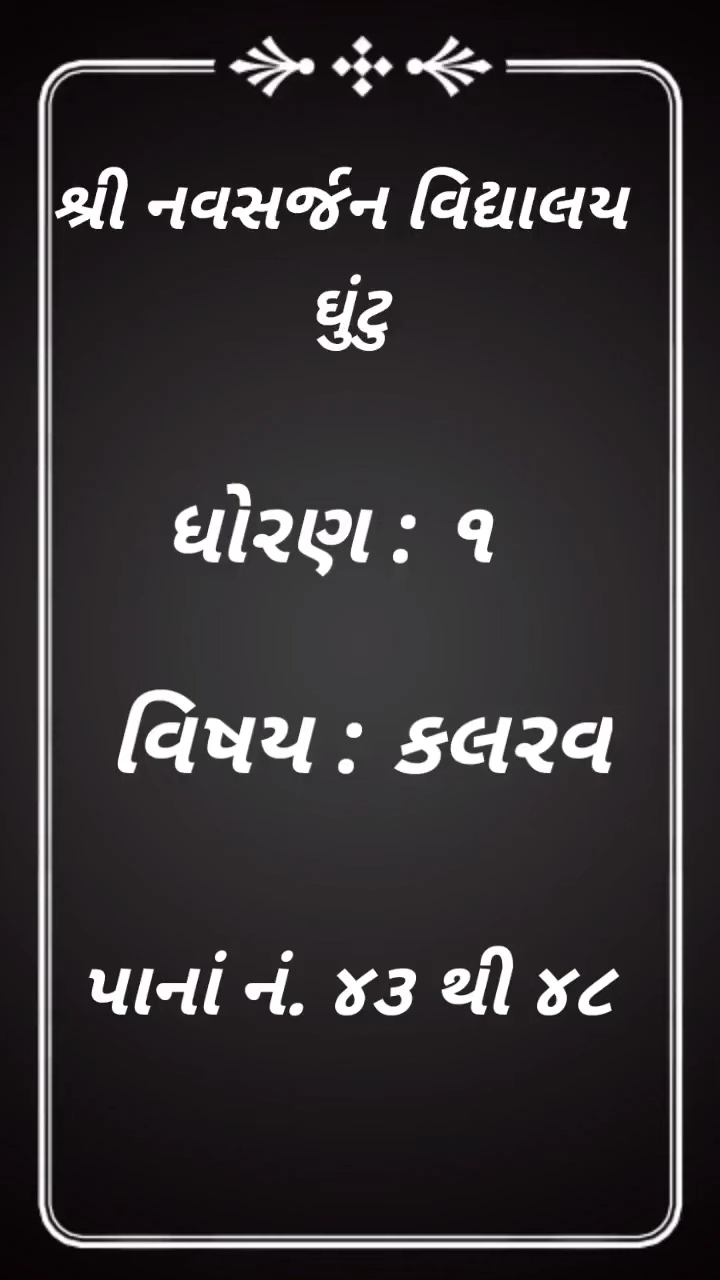 શ્રી નવસર્જન વિદ્યાલય
ઘુંટુ
ધોરણ : ૧
વિષય : કલરવ
પાનાં નં. ૪૩ થી ૪૮